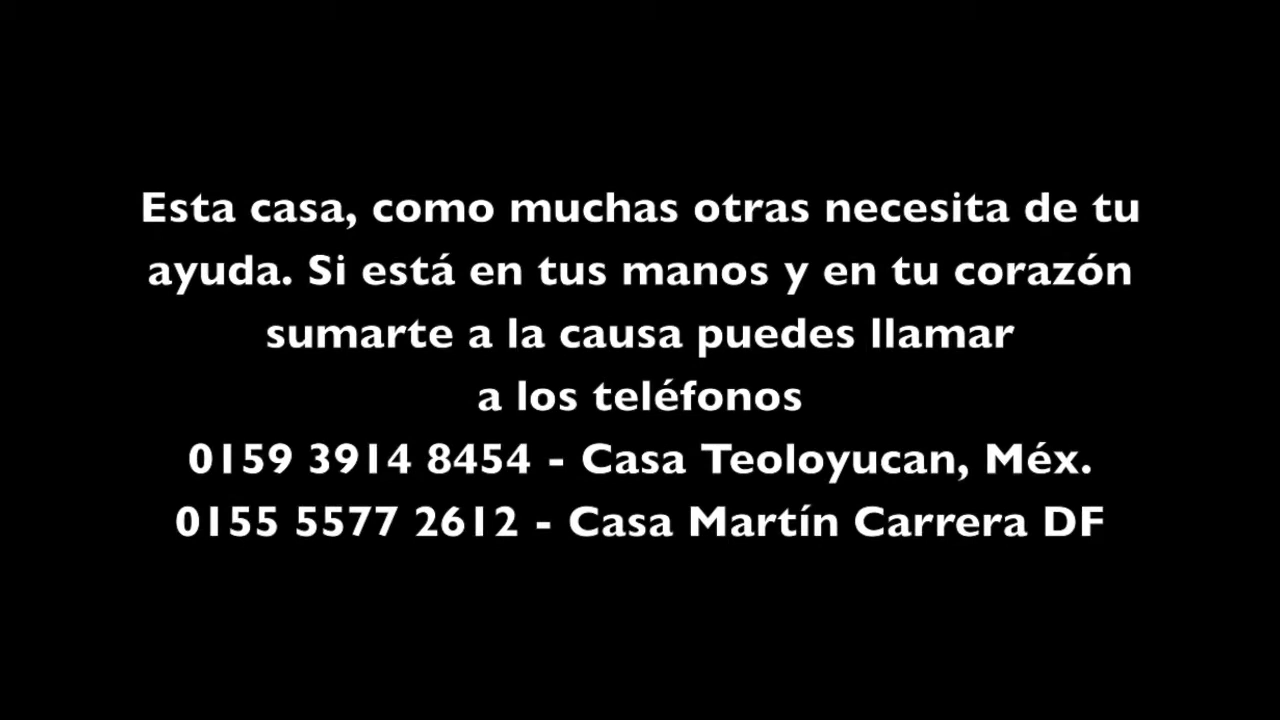 Esta casa, como muchas otras necesita de tu
ayuda. Si está en tus manos y en tu corazón
sumarte a la causa puedes llamar
a los teléfonos
0159 3914 8454 - Casa Teoloyucan, Méx.
0155 5577 2612 - Casa Martín Carrera DF